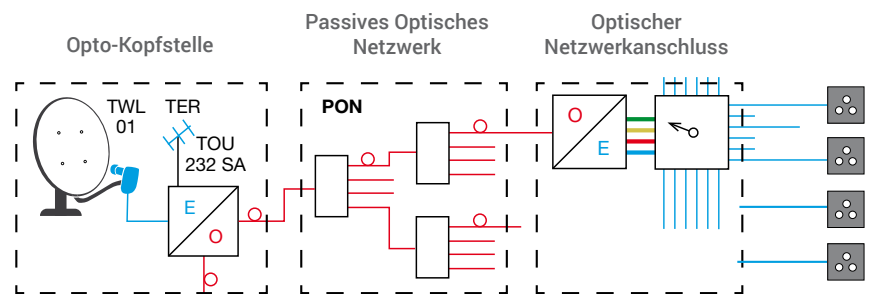 Opto-Kopfstelle
Passives Optisches
Netzwerk
Optischer
Netzwerkanschluss
TWL
01
TER
TOU
232 SA
E
O
PON
O
E